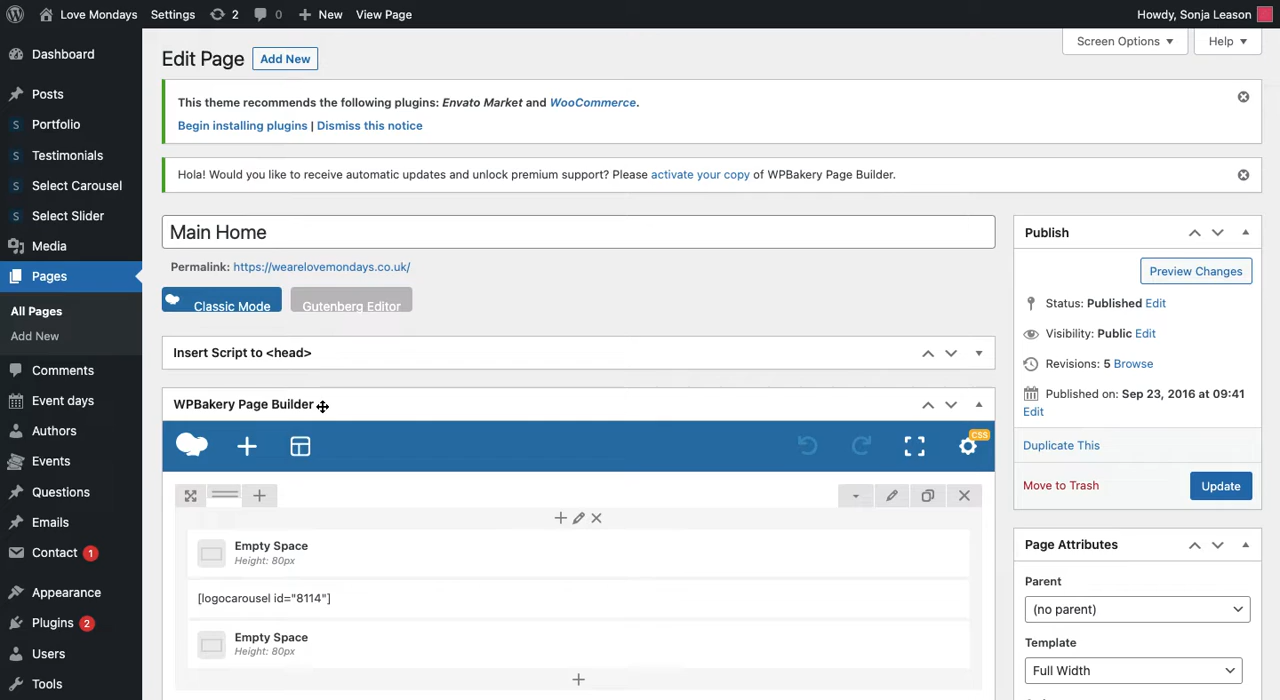 Love Mondays Settings 2 0 New View Page Howdy, Sonja Leason
Dashboard
Posts
Portfolio
Testimonials
Select Carousel
Select Slider
Media
Pages
All Pages
Add New
Comments
Event days
Authors
Events
Questions
Emails
Contact 1
Appearance
Plugins 2
Users
Tools
Screen Options Help
Edit Page Add New
This theme recommends the following plugins: Envato Market and WooCommerce.
Begin installing plugins | Dismiss this notice
Hola! Would you like to receive automatic updates and unlock premium support? Please activate your copy of WPBakery Page Builder.
Main Home
Permalink: https://wearelovemondays.co.uk/
Classic Mode Gutenberg Editor
Insert Script to <head>
WPBakery Page Builder
CSS
Empty Space
Height: 80px
[logocarousel id="8114"]
Empty Space
Height: 80px
Publish
Preview Changes
Status: Published Edit
Visibility: Public Edit
Revisions: 5 Browse
Published on: Sep 23, 2016 at 09:41
Edit
Duplicate This
Move to Trash Update
Page Attributes
Parent
(no parent)
Template
Full Width